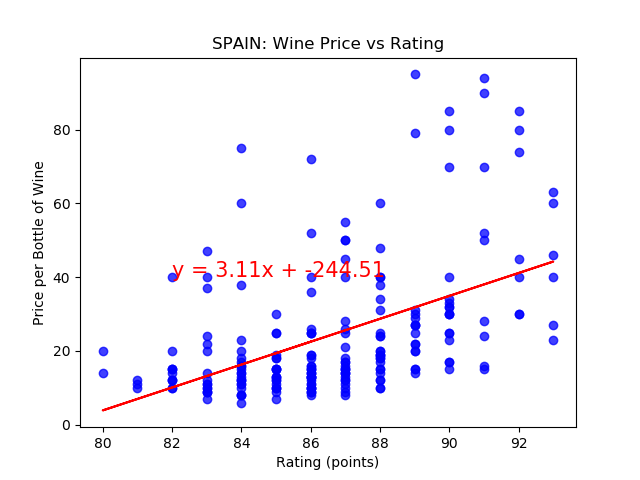 SPAIN: Wine Price vs Rating
80
60
y = 3.11x + -244.51
40
20
0
Price per Bottle of Wine
80 82 84 86 88 90 92
Rating (points)